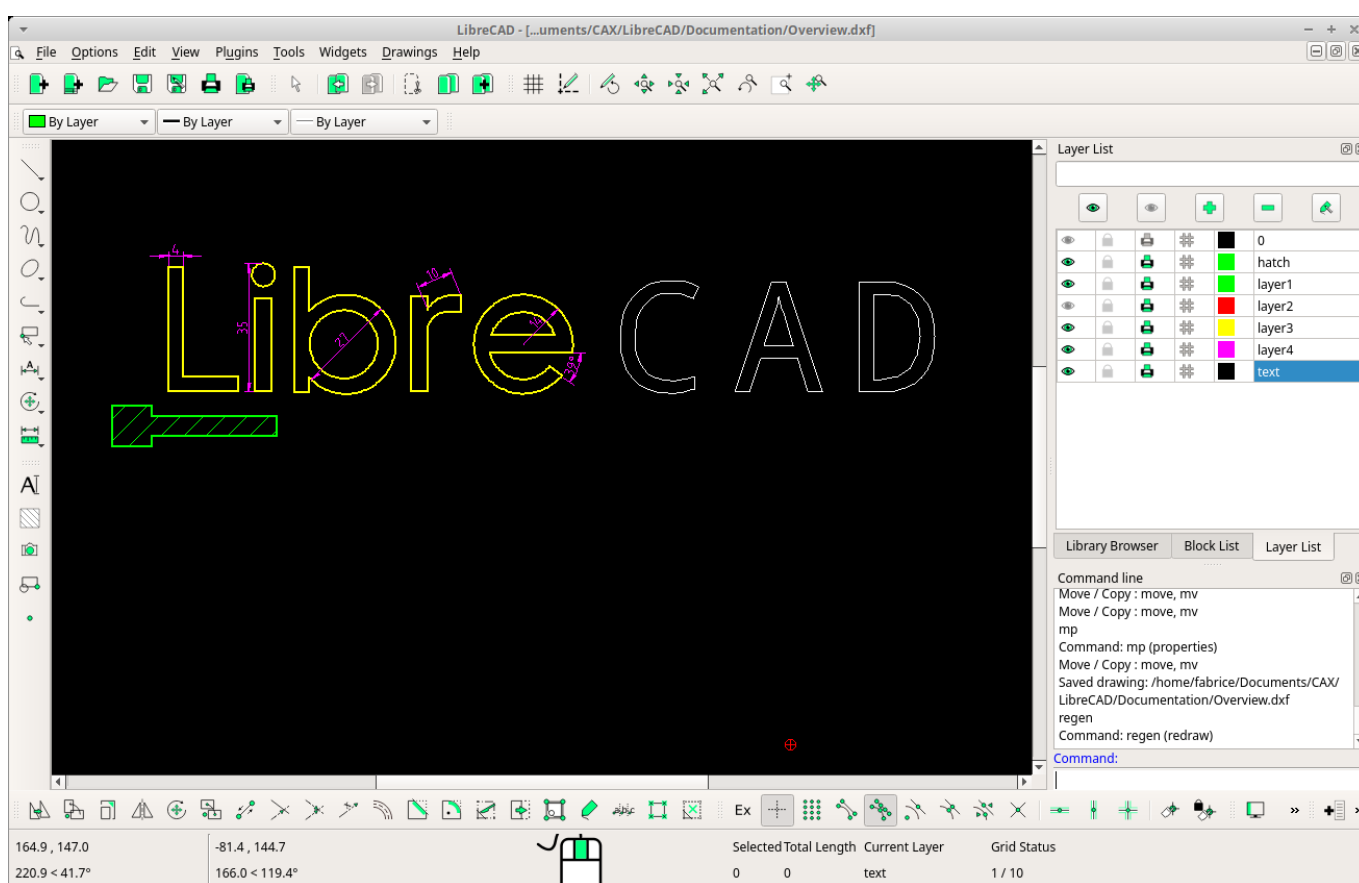 LibreCAD - [...uments/CAX/LibreCAD/Documentation/Overview.dxf]
File Options Edit View Plugins Tools Widgets Drawings Help
By Layer By Layer By Layer
Layer List
0
hatch
layer1
layer2
layer3
layer4
text
4
35
27
10
39°
Libre CAD
A
AI
Library Browser Block List Layer List
Command line
Move / Copy : move, mv
Move / Copy : move, mv
mp
Command: mp (properties)
Move / Copy : move, mv
Saved drawing: /home/fabrice/Documents/CAX/
LibreCAD/Documentation/Overview.dxf
regen
Command: regen (redraw)
Command:
abc Ex » »
164.9 , 147.0 -81.4 , 144.7 Selected Total Length Current Layer Grid Status
220.9 < 41.7° 166.0 < 119.4° 0 0 text 1 / 10